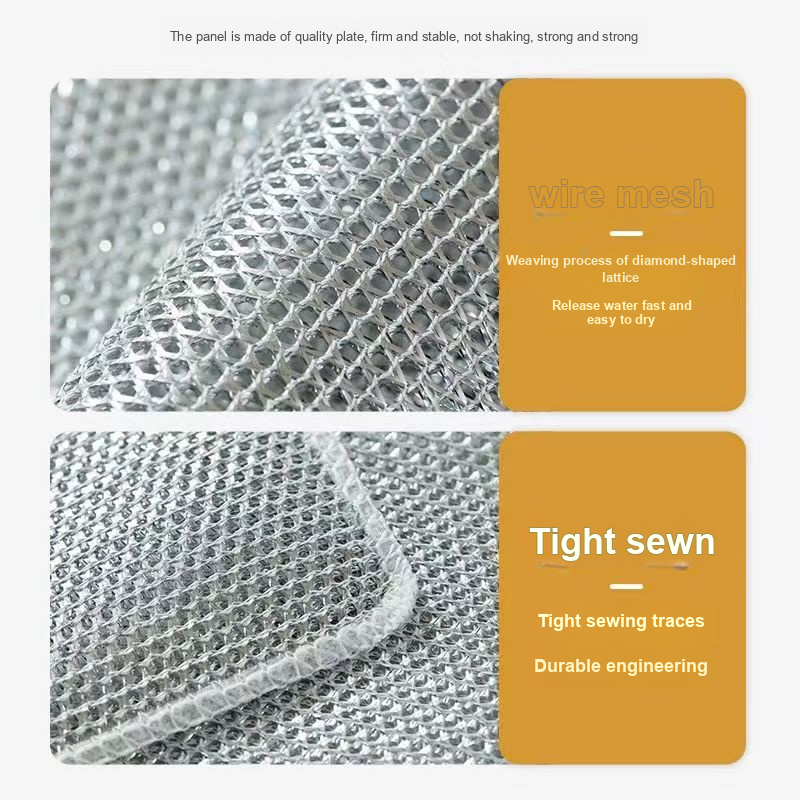 The panel is made of quality plate, firm and stable, not shaking, strong and strong
wire mesh
Weaving process of diamond-shaped
lattice
Release water fast and
easy to dry
Tight sewn
Tight sewing traces
Durable engineering